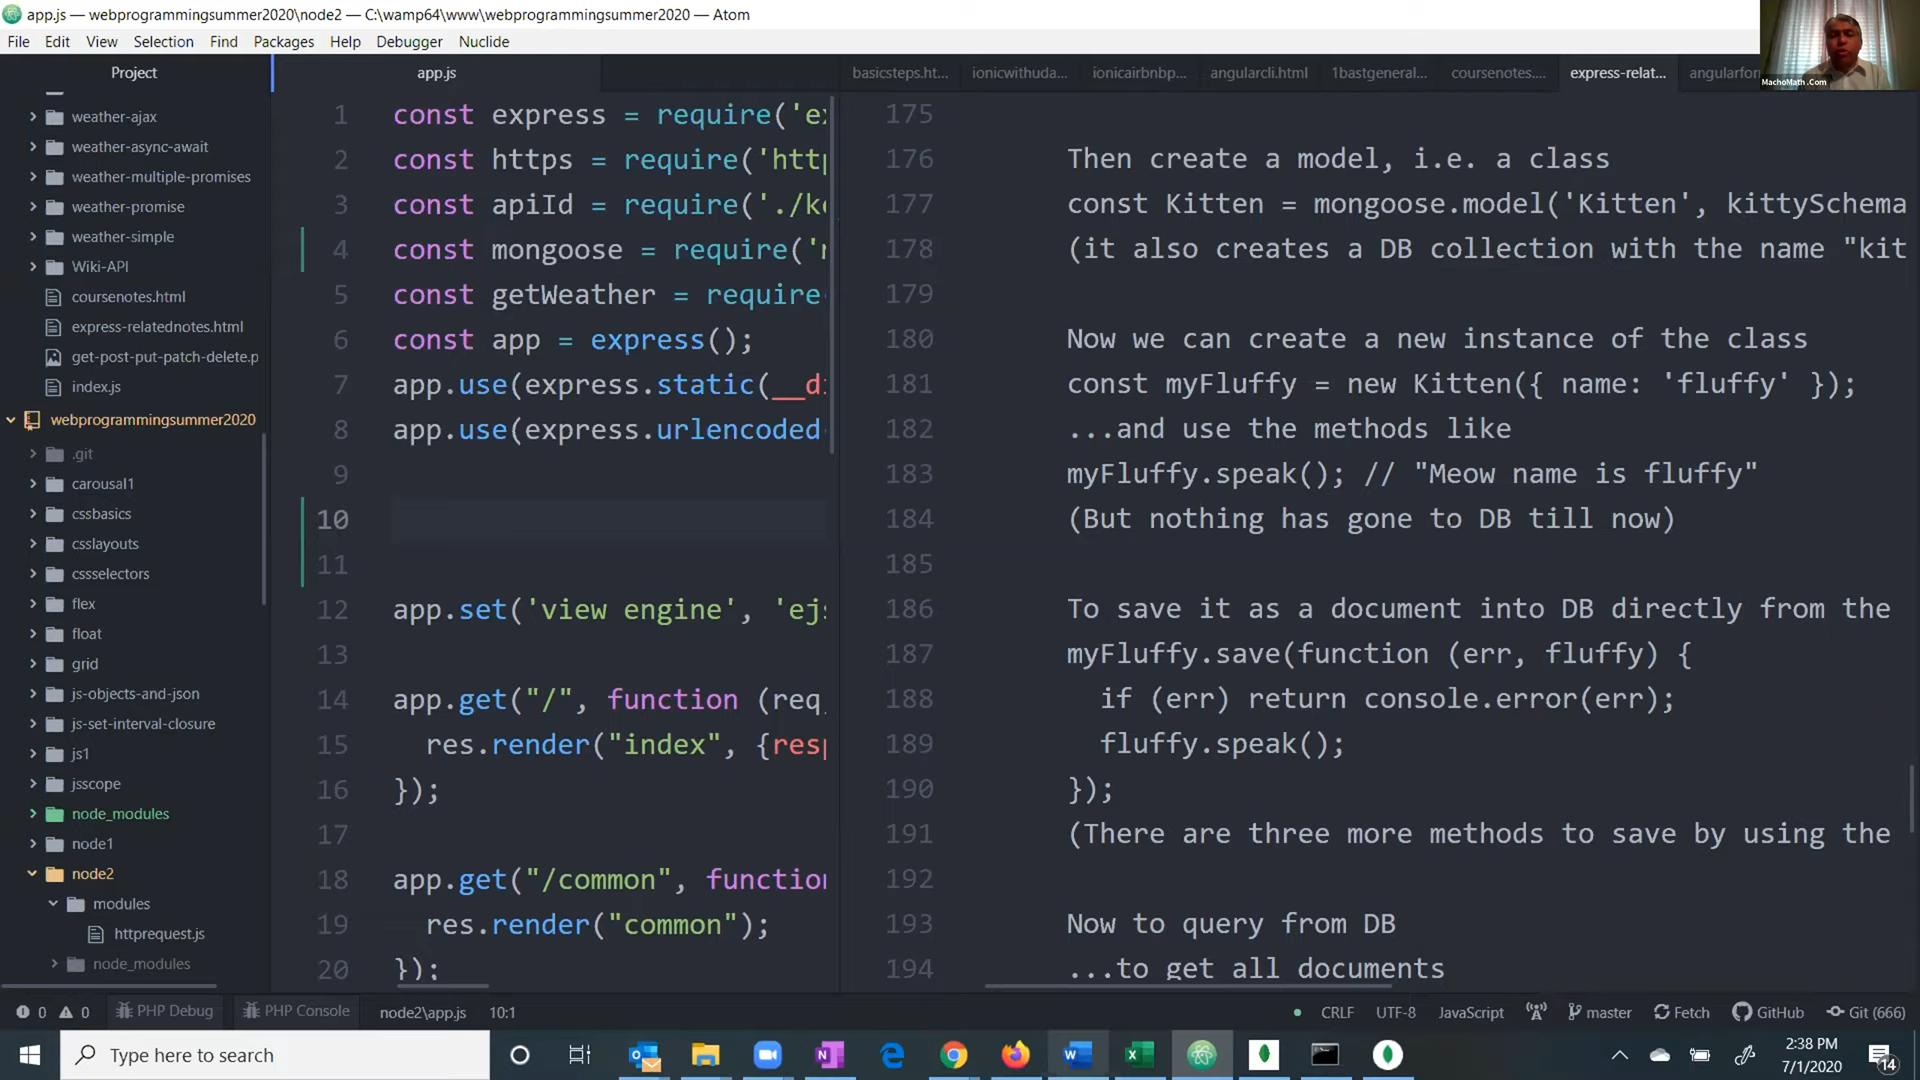 app.js — webprogrammingsummer2020\node2 — C:\wamp64\www\webprogrammingsummer2020 — Atom
File Edit View Selection Find Packages Help Debugger Nuclide
MachoMath .Com
Project
weather-ajax
weather-async-await
weather-multiple-promises
weather-promise
weather-simple
Wiki-API
coursenotes.html
express-relatednotes.html
get-post-put-patch-delete.p
index.js
webprogrammingsummer2020
.git
carousal1
cssbasics
csslayouts
cssselectors
flex
float
grid
js-objects-and-json
js-set-interval-closure
js1
jsscope
node_modules
node1
node2
modules
httprequest.js
node_modules
app.js
1 const express = require('ex
2 const https = require('http
3 const apiId = require('./ke
4 const mongoose = require('m
5 const getWeather = require(
6 const app = express();
7 app.use(express.static(__di
8 app.use(express.urlencoded(
9
10
11
12 app.set('view engine', 'ejs
13
14 app.get("/", function (req,
15 res.render("index", {resp
16 });
17
18 app.get("/common", function
19 res.render("common");
20 });
basicsteps.ht... ionicwithuda... ionicairbnbp... angularcli.html 1bastgeneral... coursenotes.... express-relat... angularfor
175
176 Then create a model, i.e. a class
177 const Kitten = mongoose.model('Kitten', kittySchema
178 (it also creates a DB collection with the name "kit
179
180 Now we can create a new instance of the class
181 const myFluffy = new Kitten({ name: 'fluffy' });
182 ...and use the methods like
183 myFluffy.speak(); // "Meow name is fluffy"
184 (But nothing has gone to DB till now)
185
186 To save it as a document into DB directly from the
187 myFluffy.save(function (err, fluffy) {
188 if (err) return console.error(err);
189 fluffy.speak();
190 });
191 (There are three more methods to save by using the
192
193 Now to query from DB
194 ...to get all documents
0 0 PHP Debug PHP Console node2\app.js 10:1 CRLF UTF-8 JavaScript master Fetch GitHub Git (666)
Type here to search
2:38 PM
7/1/2020
14